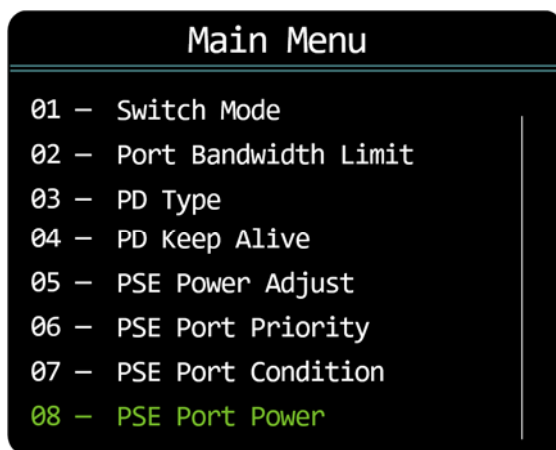 Main Menu
01 – Switch Mode
02 – Port Bandwidth Limit
03 – PD Type
04 – PD Keep Alive
05 – PSE Power Adjust
06 – PSE Port Priority
07 – PSE Port Condition
08 – PSE Port Power